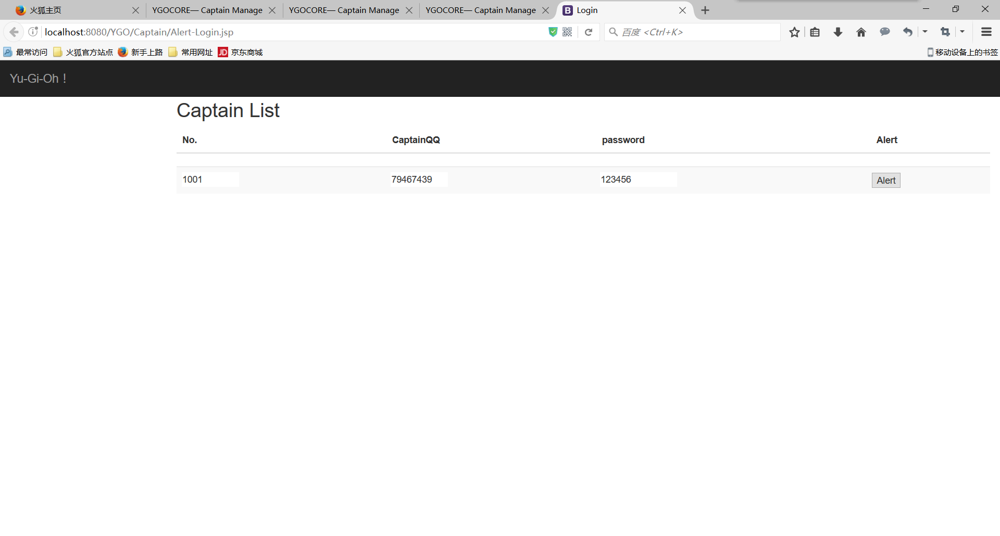 火狐主页 YGOCORE— Captain Manage YGOCORE— Captain Manage YGOCORE— Captain Manage B Login
localhost:8080/YGO/Captain/Alert-Login.jsp 百度 <Ctrl+K>
最常访问 火狐官方站点 新手上路 常用网址 JD 京东商城 移动设备上的书签
Yu-Gi-Oh！
Captain List
No. CaptainQQ password Alert
1001 79467439 123456 Alert